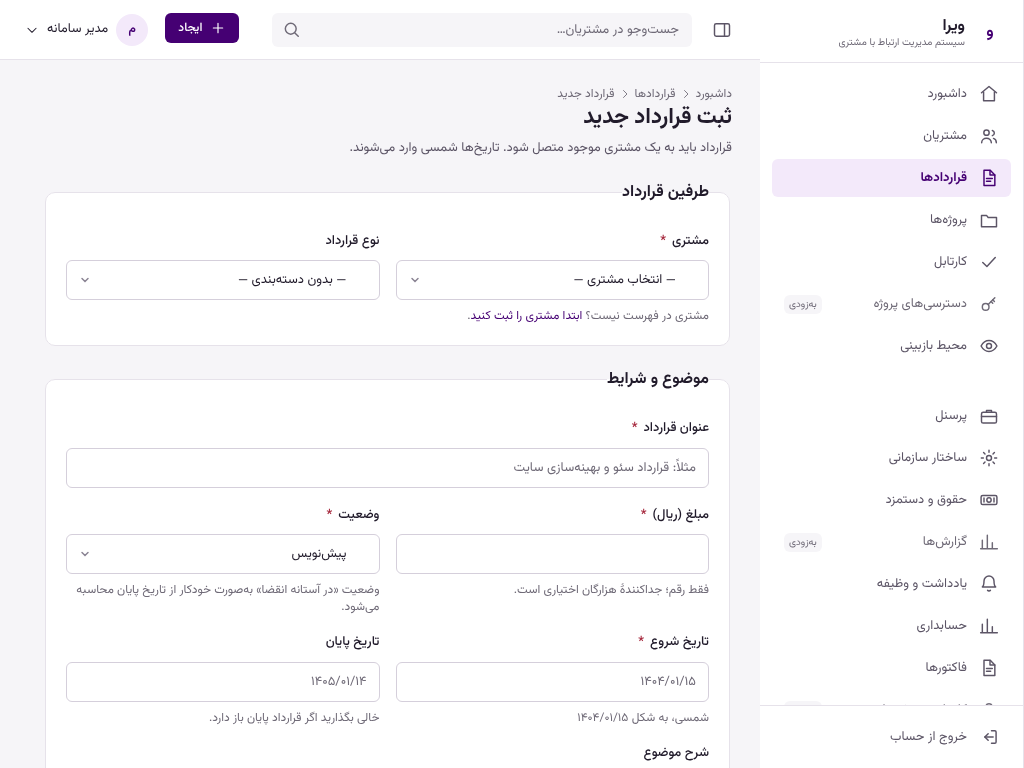 و
ویرا
سیستم مدیریت ارتباط با مشتری
داشبورد
مشتریان
قراردادها
پروژه‌ها
کارتابل
دسترسی‌های پروژه
به‌زودی
محیط بازبینی
پرسنل
ساختار سازمانی
حقوق و دستمزد
گزارش‌ها
به‌زودی
یادداشت و وظیفه
حسابداری
فاکتورها
خروج از حساب
جست‌وجو در مشتریان…
ایجاد
م
مدیر سامانه
داشبورد
قراردادها
قرارداد جدید
ثبت قرارداد جدید
قرارداد باید به یک مشتری موجود متصل شود. تاریخ‌ها شمسی وارد می‌شوند.
طرفین قرارداد
مشتری *
— انتخاب مشتری —
مشتری در فهرست نیست؟ ابتدا مشتری را ثبت کنید.
نوع قرارداد
— بدون دسته‌بندی —
موضوع و شرایط
عنوان قرارداد *
مثلاً: قرارداد سئو و بهینه‌سازی سایت
مبلغ (ریال) *
فقط رقم؛ جداکنندهٔ هزارگان اختیاری است.
وضعیت *
پیش‌نویس
وضعیت «در آستانه انقضا» به‌صورت خودکار از تاریخ پایان محاسبه
می‌شود.
تاریخ شروع *
۱۴۰۴/۰۱/۱۵
شمسی، به شکل ۱۴۰۴/۰۱/۱۵
تاریخ پایان
۱۴۰۵/۰۱/۱۴
خالی بگذارید اگر قرارداد پایان باز دارد.
شرح موضوع